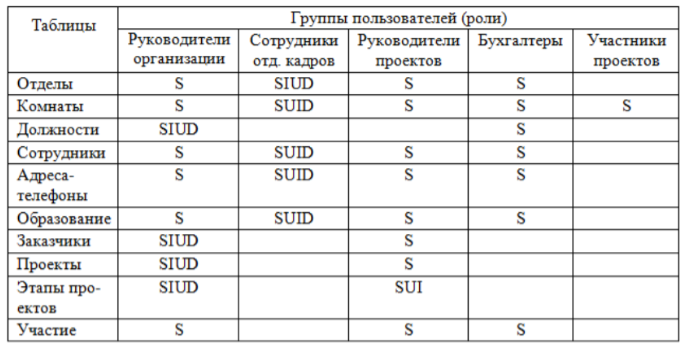 Таблицы Группы пользователей (роли)
Руководители Сотрудники Руководители Бухгалтеры Участники
организации отд. кадров проектов проектов
Отделы S SIUD S S
Комнаты S SUID S S S
Должности SIUD S
Сотрудники S SUID S S
Адреса- S SUID S S
телефоны
Образование S SUID S S
Заказчики SIUD S
Проекты SIUD S
Этапы про- SIUD SUI
ектов
Участие S S S